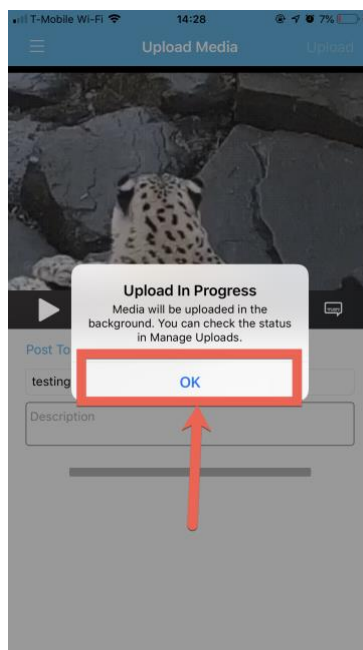 T-Mobile Wi-Fi 14:28 7%
Upload Media Upload
Upload In Progress
Media will be uploaded in the
background. You can check the status
in Manage Uploads.
Post To
testing
OK
Description